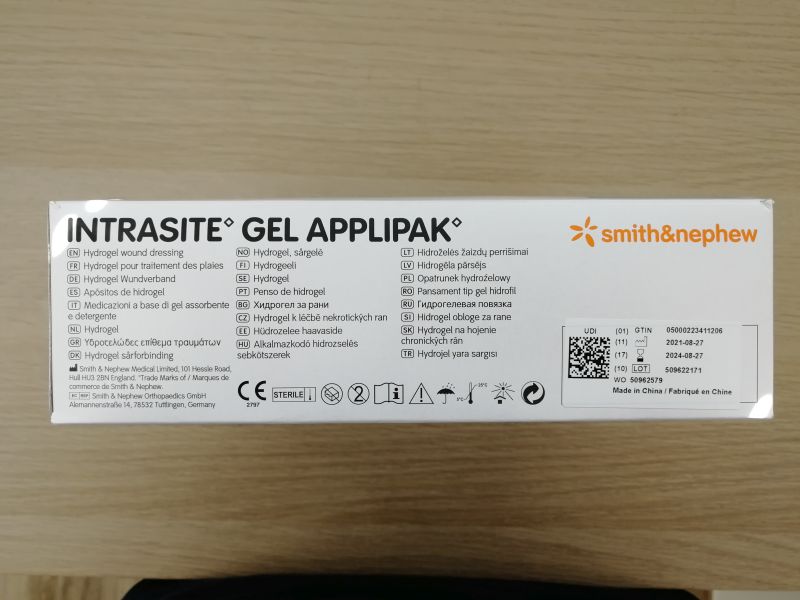 INTRASITE◊ GEL APPLIPAK◊
smith&nephew
EN Hydrogel wound dressing
FR Hydrogel pour traitement des plaies
DE Hydrogel Wundverband
ES Apósitos de hidrogel
IT Medicazioni a base di gel assorbente
e detergente
NL Hydrogel
GR Υδροτζελώδες επίθεμα τραυμάτων
DK Hydrogel sårforbinding
NO Hydrogel, sårgelé
FI Hydrogeeli
SE Hydrogel
PT Penso de hidrogel
BG Хидрогел за рани
CZ Hydrogel k léčbě nekrotických ran
EE Hüdrozelee haavaside
HU Alkalmazkodó hidrozselés
sebkötszerek
LT Hidroželės žaizdų perrišimai
LV Hidrogēla pārsējs
PL Opatrunek hydrożelowy
RO Pansament tip gel hidrofil
RU Гидрогелевая повязка
SI Hidrogel obloge za rane
SK Hydrogel na hojenie
chronických rán
TR Hydrojel yara sargısı
Smith & Nephew Medical Limited, 101 Hessle Road,
Hull HU3 2BN England. ◊Trade Marks of / Marques de
commerce de Smith & Nephew.
EC REP Smith & Nephew Orthopaedics GmbH
Alemannenstraße 14, 78532 Tuttlingen, Germany
CE
2797
STERILE
2
i
5°C
25°C
UDI (01) GTIN 05000223411206
(11) 2021-08-27
(17) 2024-08-27
(10) LOT 509622171
WO 50962579
Made in China / Fabriqué en Chine